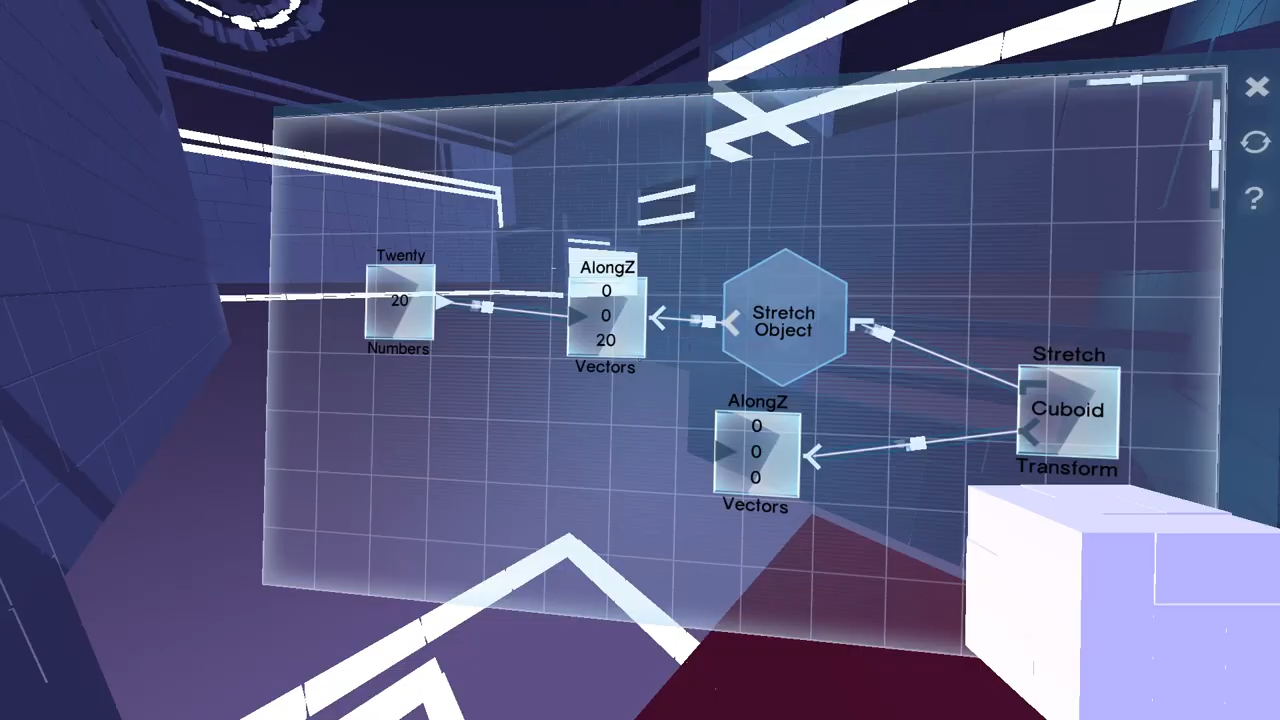 Twenty
20
Numbers
AlongZ
0
0
20
Vectors
Stretch
Object
AlongZ
0
0
0
Vectors
Stretch
Cuboid
Transform
?